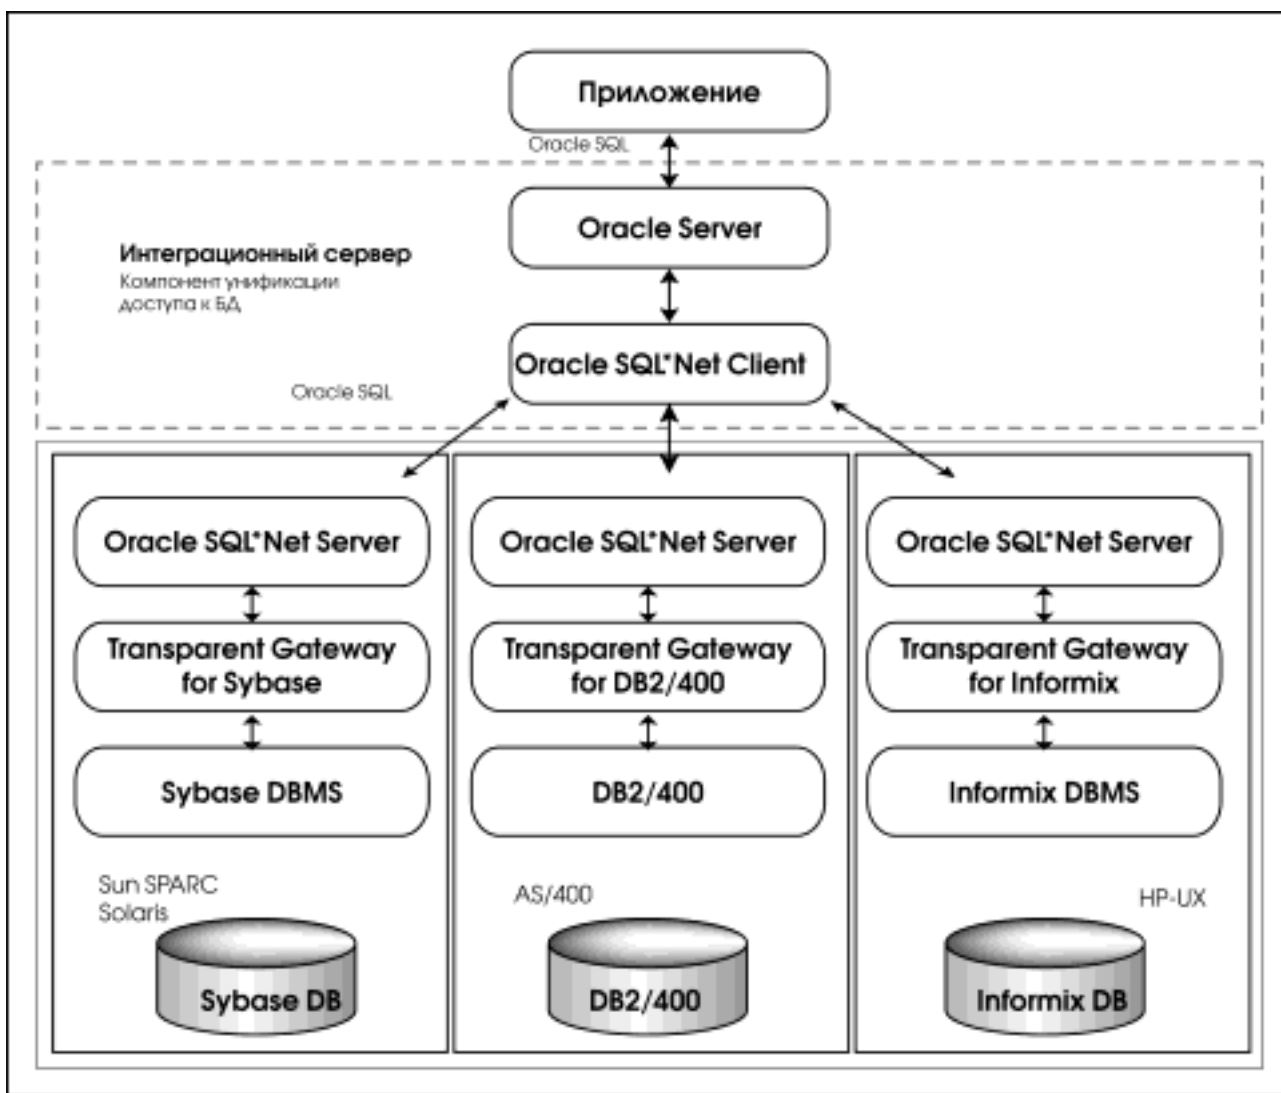 Приложение
Oracle SQL
Oracle Server
Интеграционный сервер
Компонент унификации
доступа к БД
Oracle SQL*Net Client
Oracle SQL
Oracle SQL*Net Server
Transparent Gateway
for Sybase
Sybase DBMS
Sun SPARC
Solaris
Sybase DB
Oracle SQL*Net Server
Transparent Gateway
for DB2/400
DB2/400
AS/400
DB2/400
Oracle SQL*Net Server
Transparent Gateway
for Informix
Informix DBMS
HP-UX
Informix DB